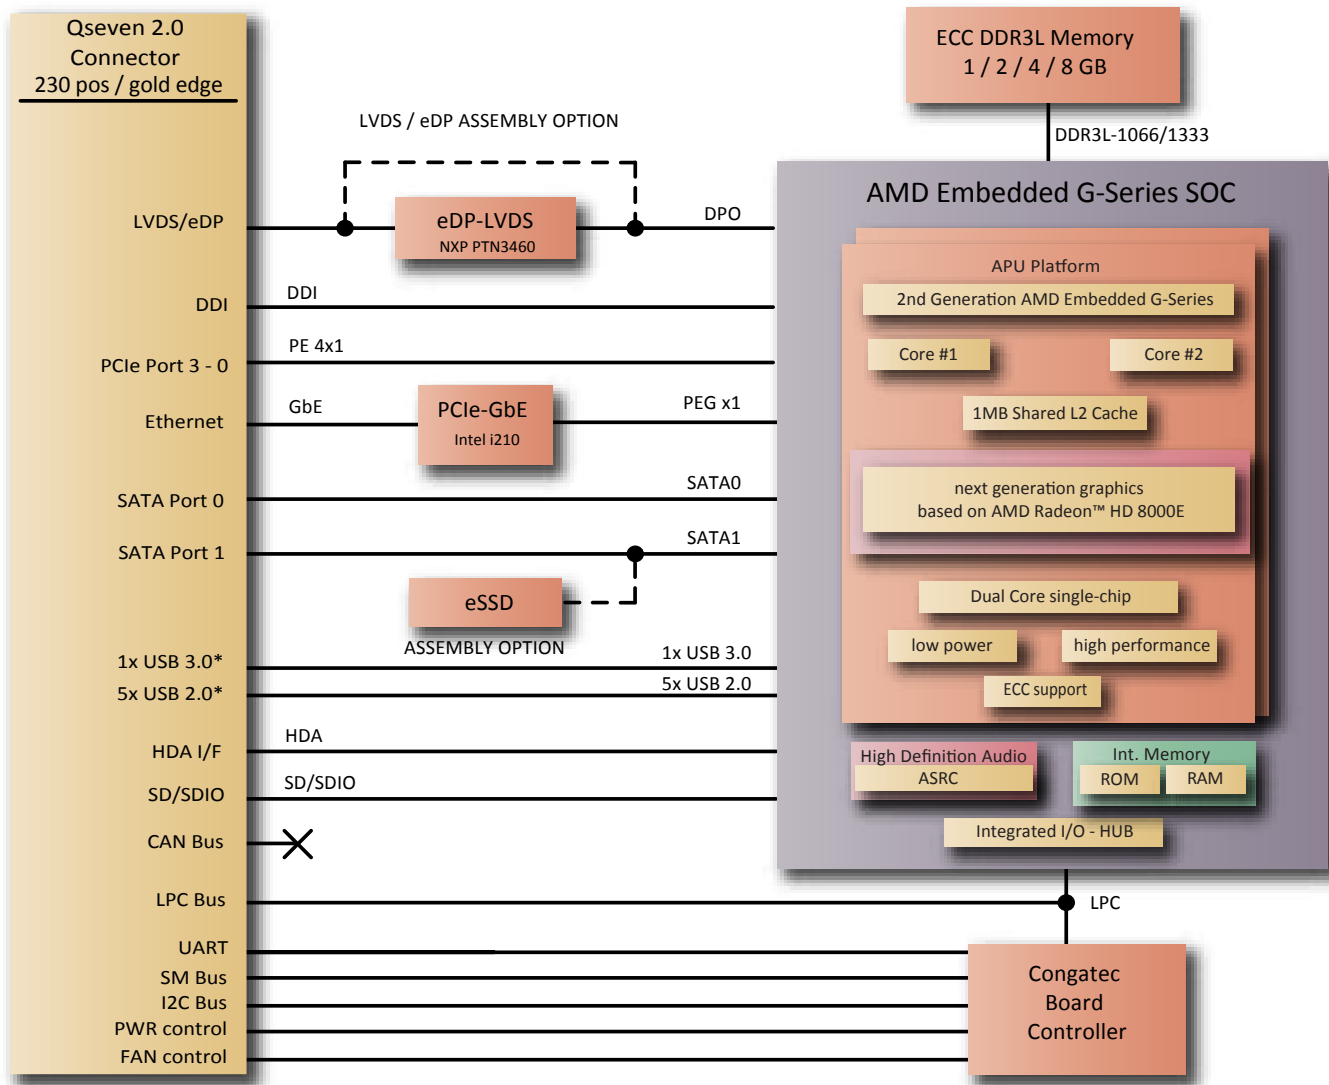 Qseven 2.0
Connector
230 pos / gold edge
ECC DDR3L Memory
1 / 2 / 4 / 8 GB
DDR3L-1066/1333
LVDS / eDP ASSEMBLY OPTION
AMD Embedded G-Series SOC
LVDS/eDP
eDP-LVDS
NXP PTN3460
DPO
APU Platform
2nd Generation AMD Embedded G-Series
DDI
DDI
PCIe Port 3 - 0
PE 4x1
Core #1
Core #2
Ethernet
GbE
PCIe-GbE
Intel i210
PEG x1
1MB Shared L2 Cache
SATA Port 0
SATA0
next generation graphics
based on AMD Radeon™ HD 8000E
SATA Port 1
SATA1
eSSD
ASSEMBLY OPTION
Dual Core single-chip
low power
high performance
ECC support
1x USB 3.0*
1x USB 3.0
5x USB 2.0*
5x USB 2.0
HDA I/F
HDA
High Definition Audio
ASRC
Int. Memory
ROM
RAM
SD/SDIO
SD/SDIO
Integrated I/O - HUB
CAN Bus
LPC Bus
LPC
UART
SM Bus
I2C Bus
PWR control
FAN control
Congatec
Board
Controller